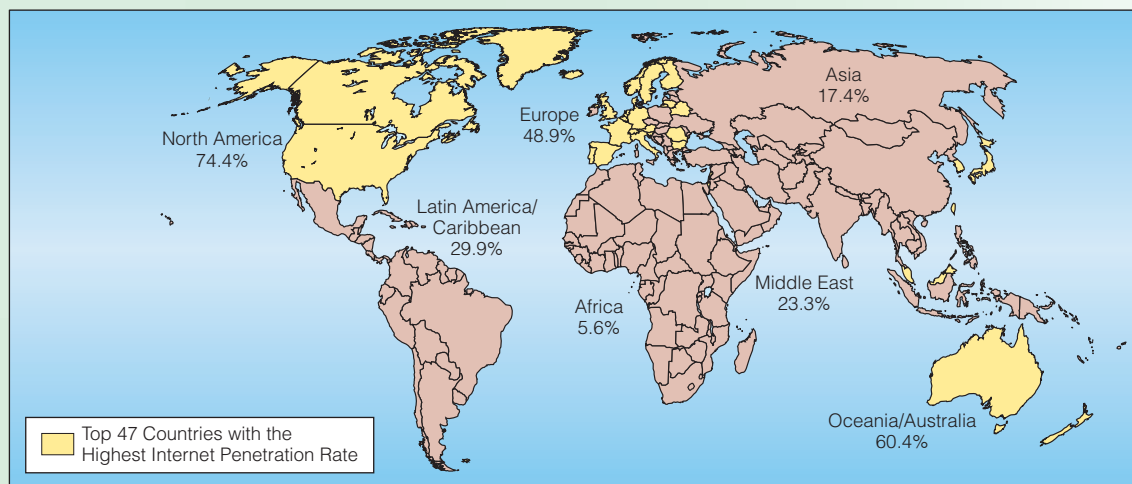 Asia
17.4%
Europe
48.9%
North America
74.4%
Latin America/
Caribbean
29.9%
Middle East
23.3%
Africa
5.6%
Oceania/Australia
60.4%
Top 47 Countries with the
Highest Internet Penetration Rate